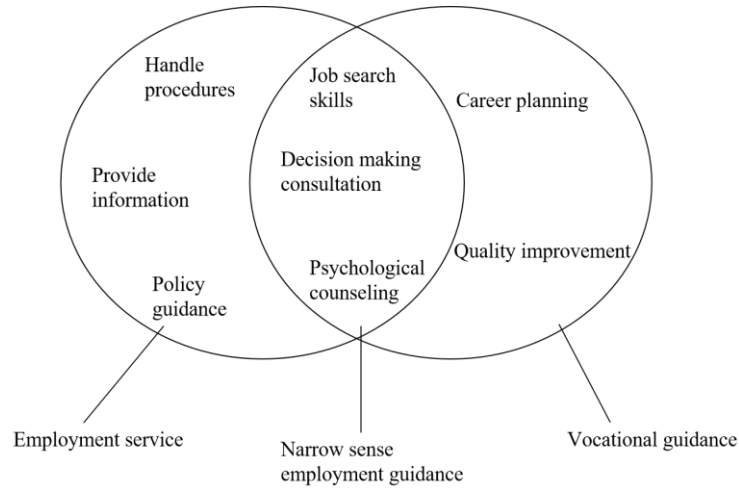 Handle
procedures
Job search
skills
Career planning
Provide
information
Decision making
consultation
Quality improvement
Policy
guidance
Psychological
counseling
Employment service
Narrow sense
employment guidance
Vocational guidance